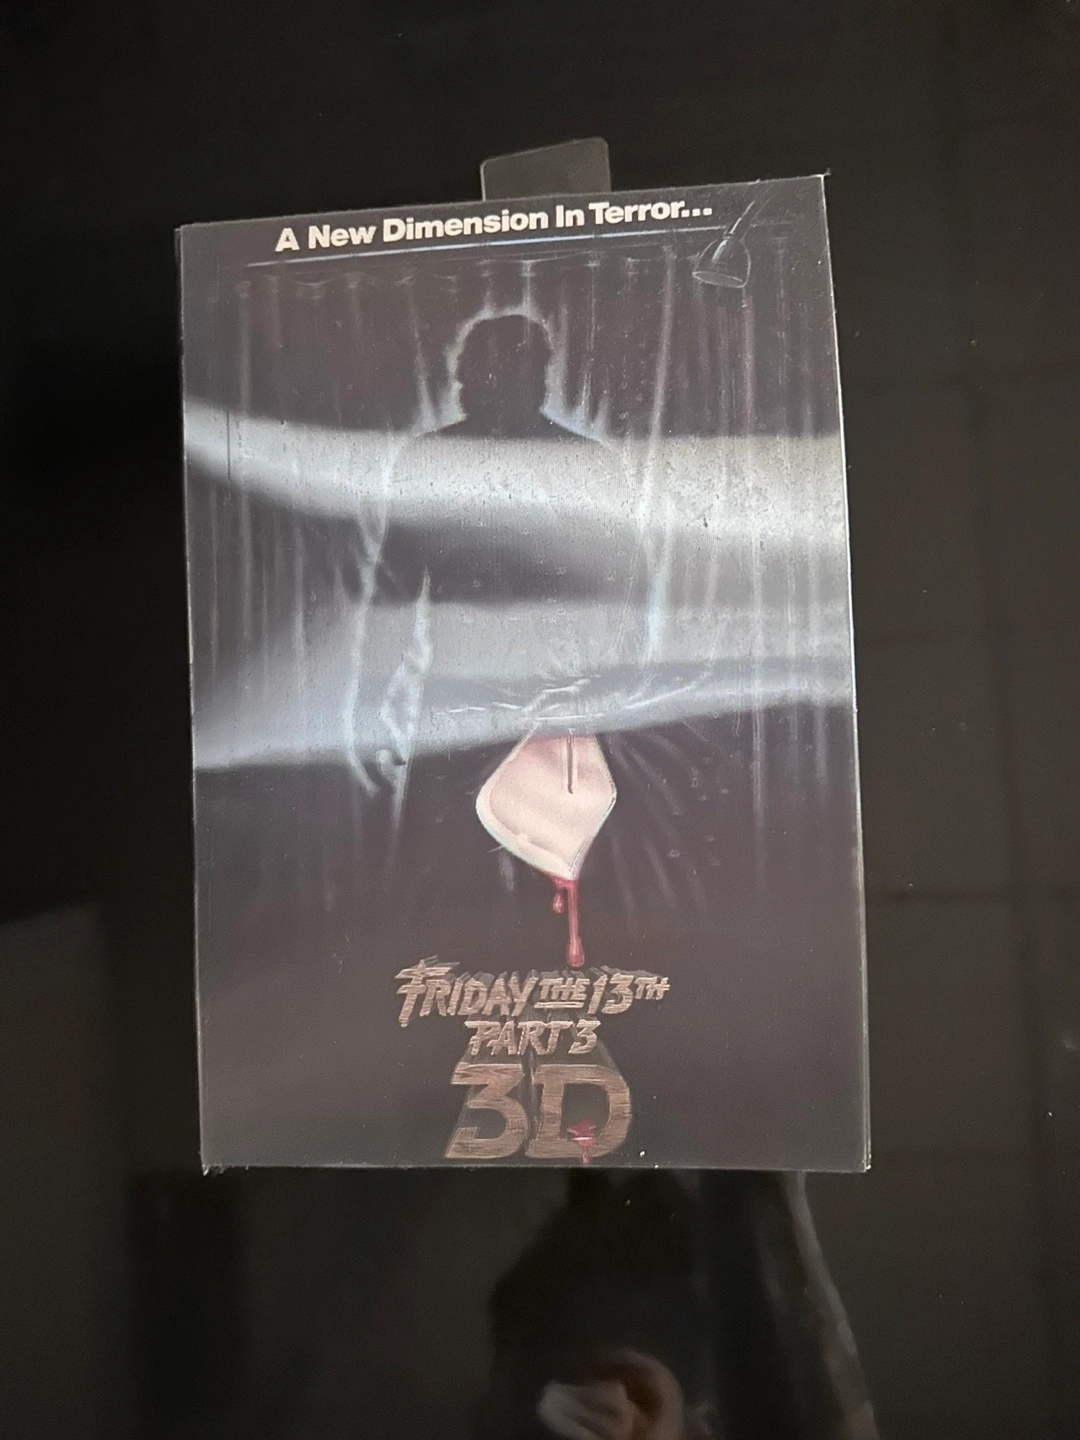 A New Dimension In Terror...
FRIDAY THE 13TH
PART 3
3D